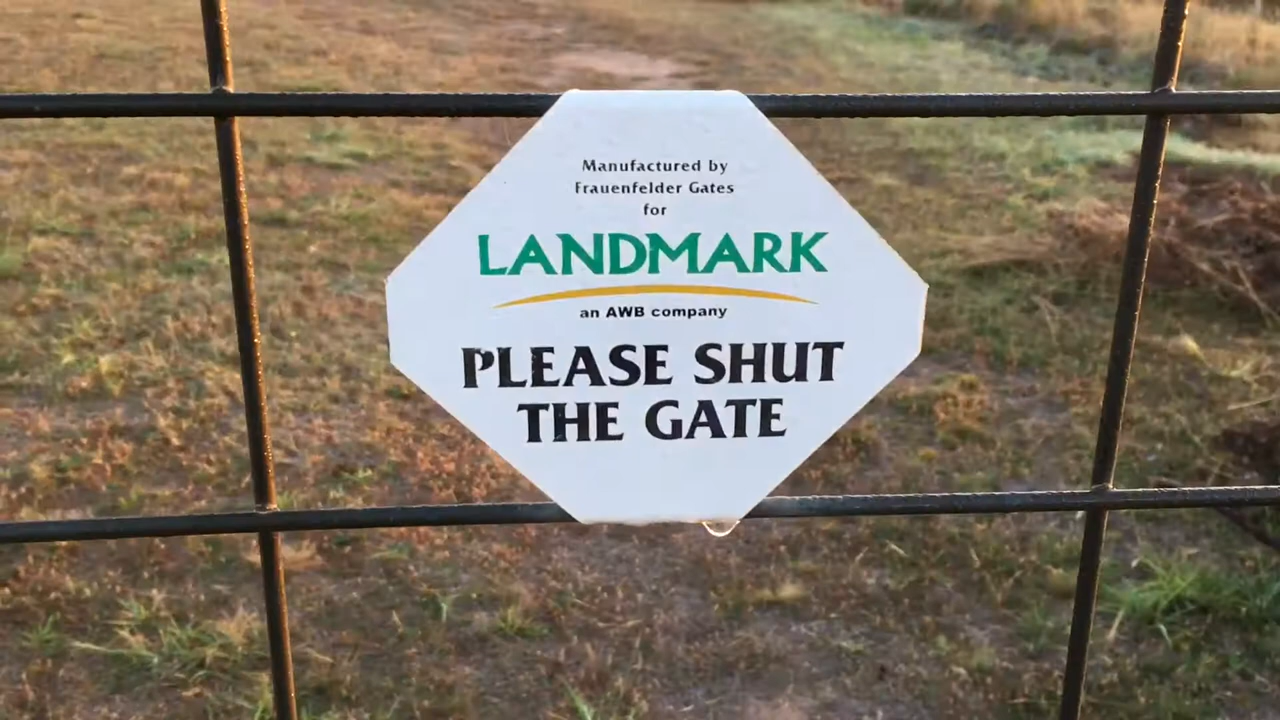 Manufactured by
Frauenfelder Gates
for
LANDMARK
an AWB company
PLEASE SHUT
THE GATE